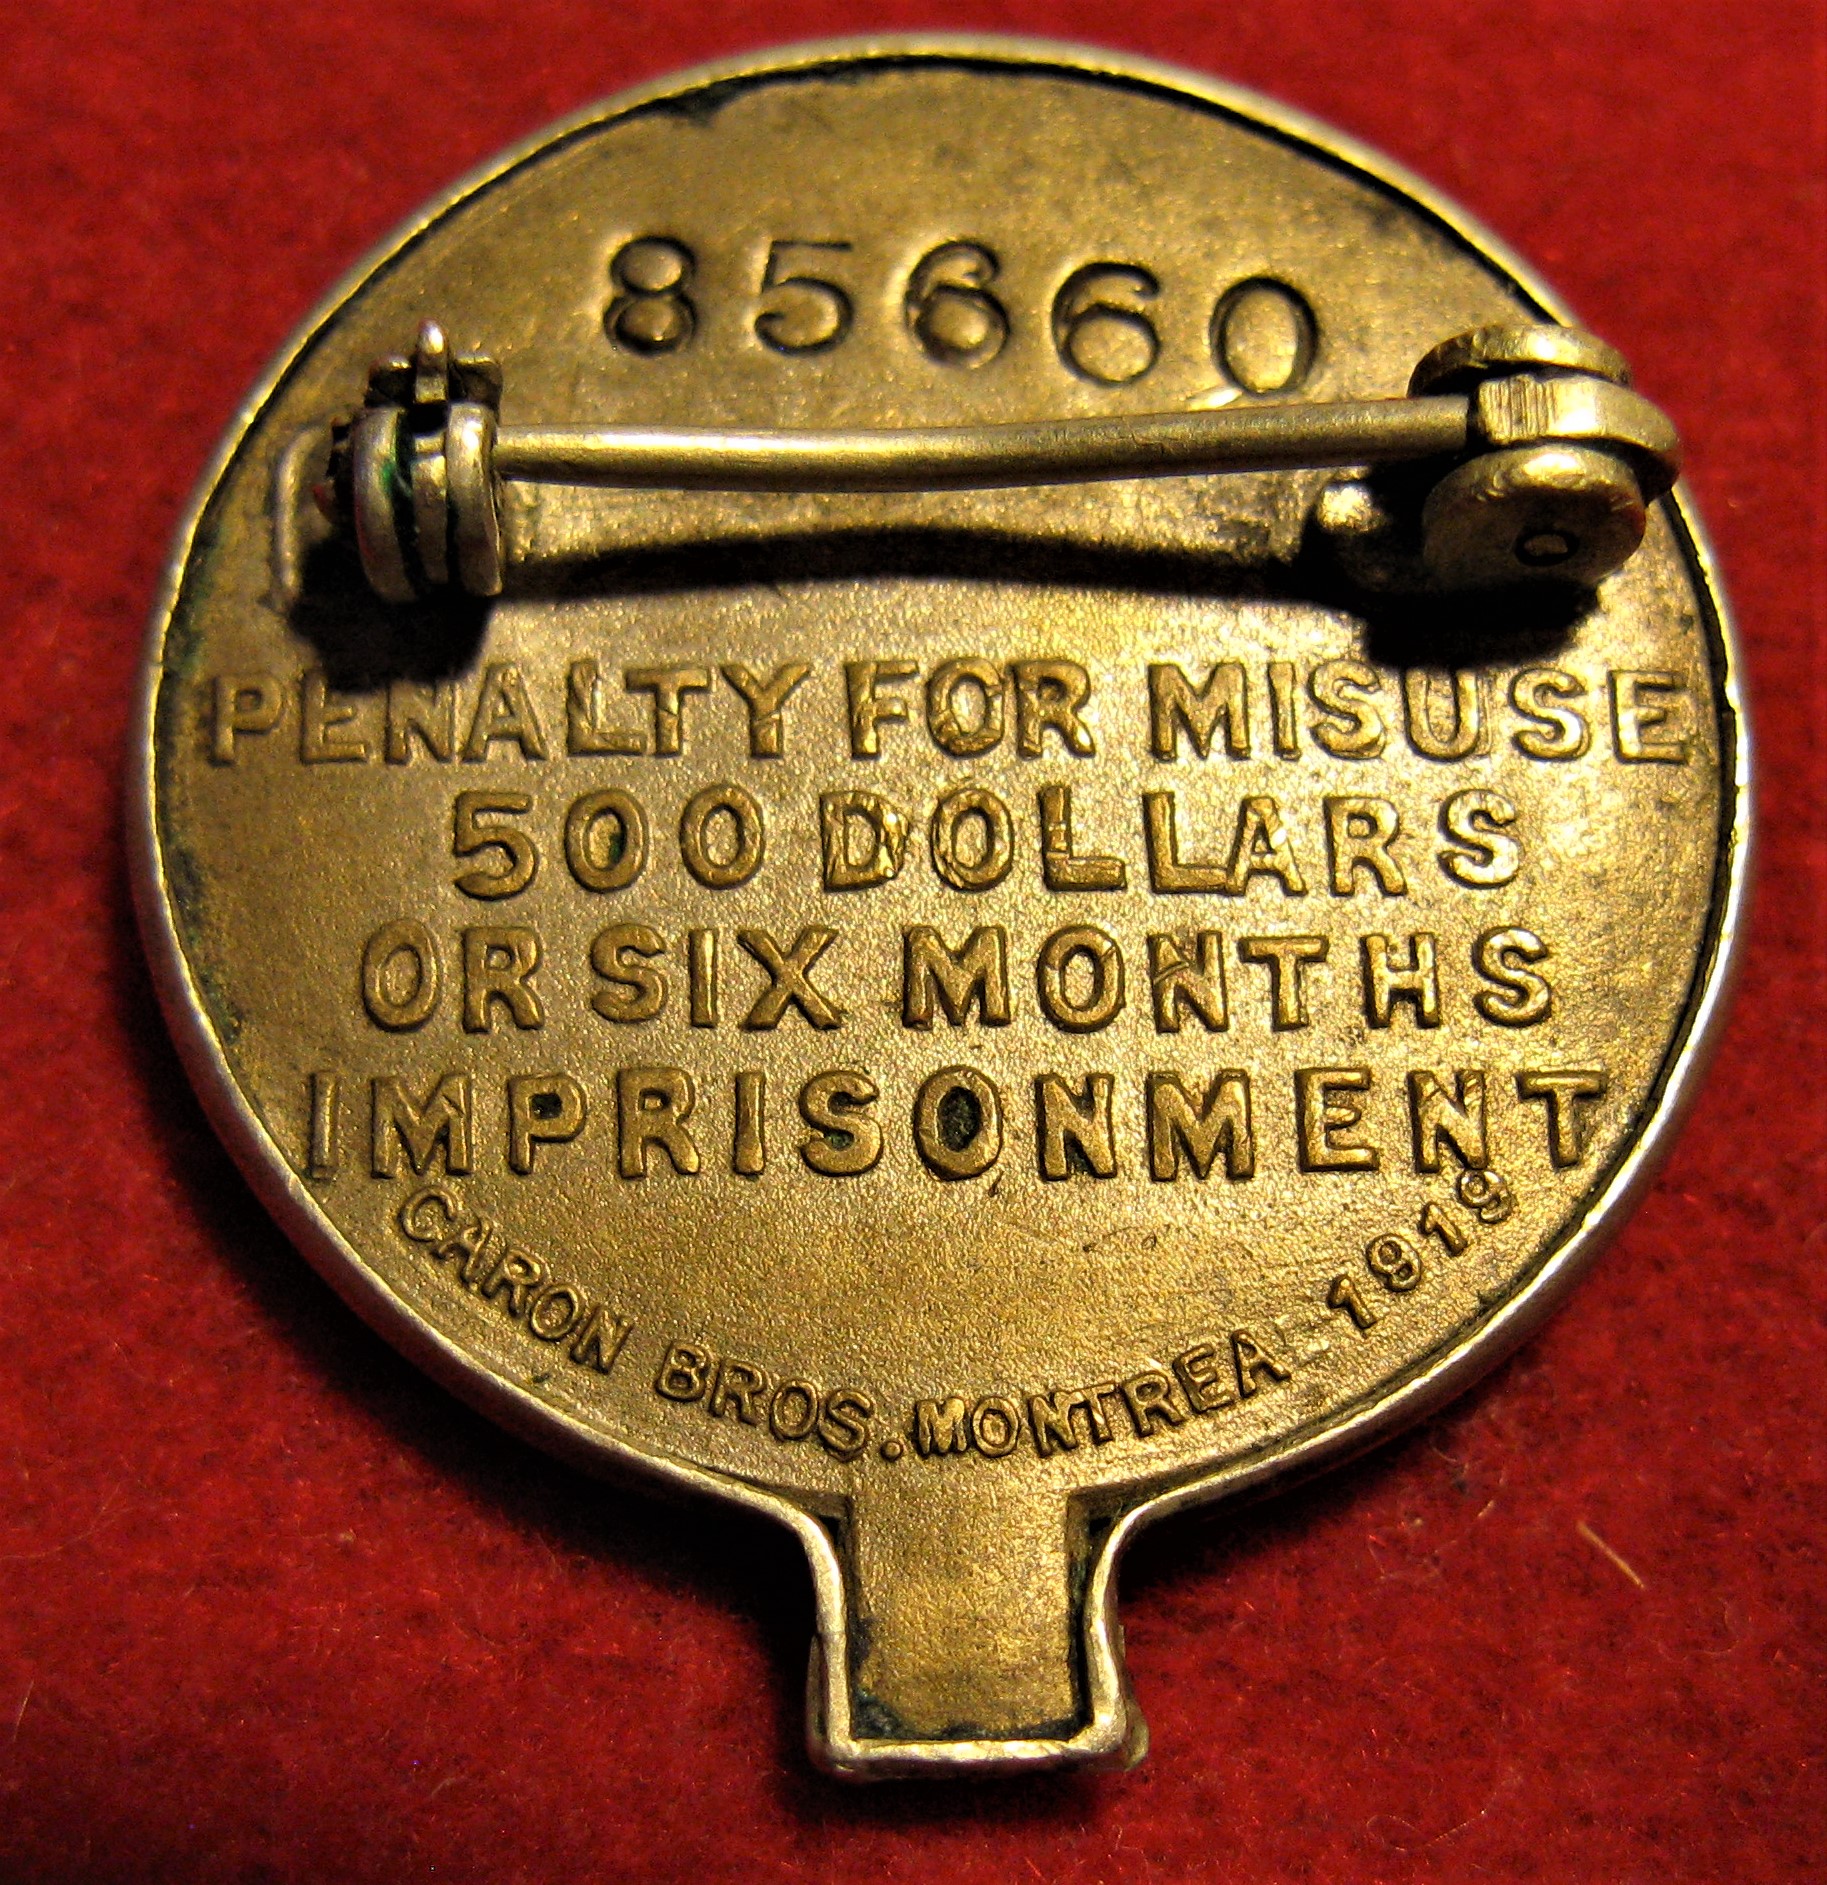 85660
PENALTY FOR MISUSE
500 DOLLARS
OR SIX MONTHS
IMPRISONMENT
CARON BROS. MONTREA 1919